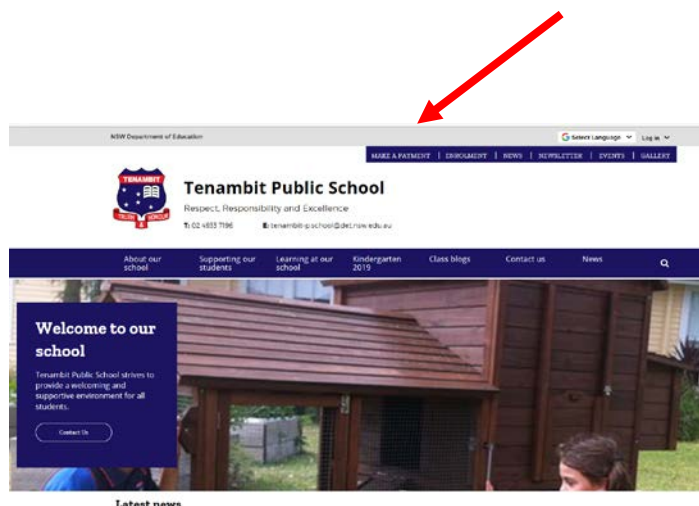 NSW Department of Education
Select Language
Log in
MAKE A PAYMENT | ENROLMENT | NEWS | NEWSLETTER | EVENTS | GALLERY
TENAMBIT
&
Tenambit Public School
Respect, Responsibility and Excellence
T: 02 4933 7196 E: tenambit-p.school@det.nsw.edu.au
About our school
Supporting our students
Learning at our school
Kindergarten 2019
Class blogs
Contact us
News
Welcome to our
school
Tenambit Public School strives to
provide a welcoming and
supportive environment for all
students.
Contact Us
Latest news